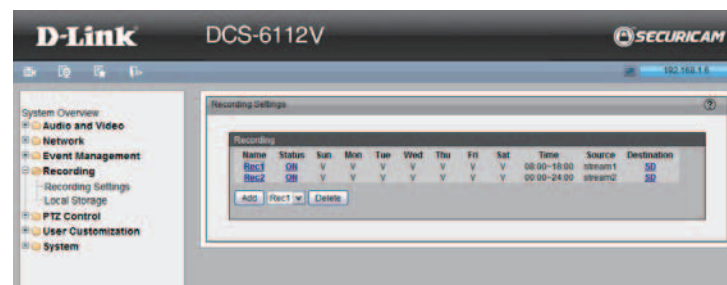 D-Link DCS-6112V SECURICAM
192.168.1.6
System Overview
Audio and Video
Network
Event Management
Recording
Recording Settings
Local Storage
PTZ Control
User Customization
System
Recording Settings ?
Recording
Name Status Sun Mon Tue Wed Thu Fri Sat Time Source Destination
Rec1 ON V V V V V V V 08:00~18:00 stream1 SD
Rec2 ON V V V V V V V 00:00~24:00 stream2 SD
Add Rec1 Delete